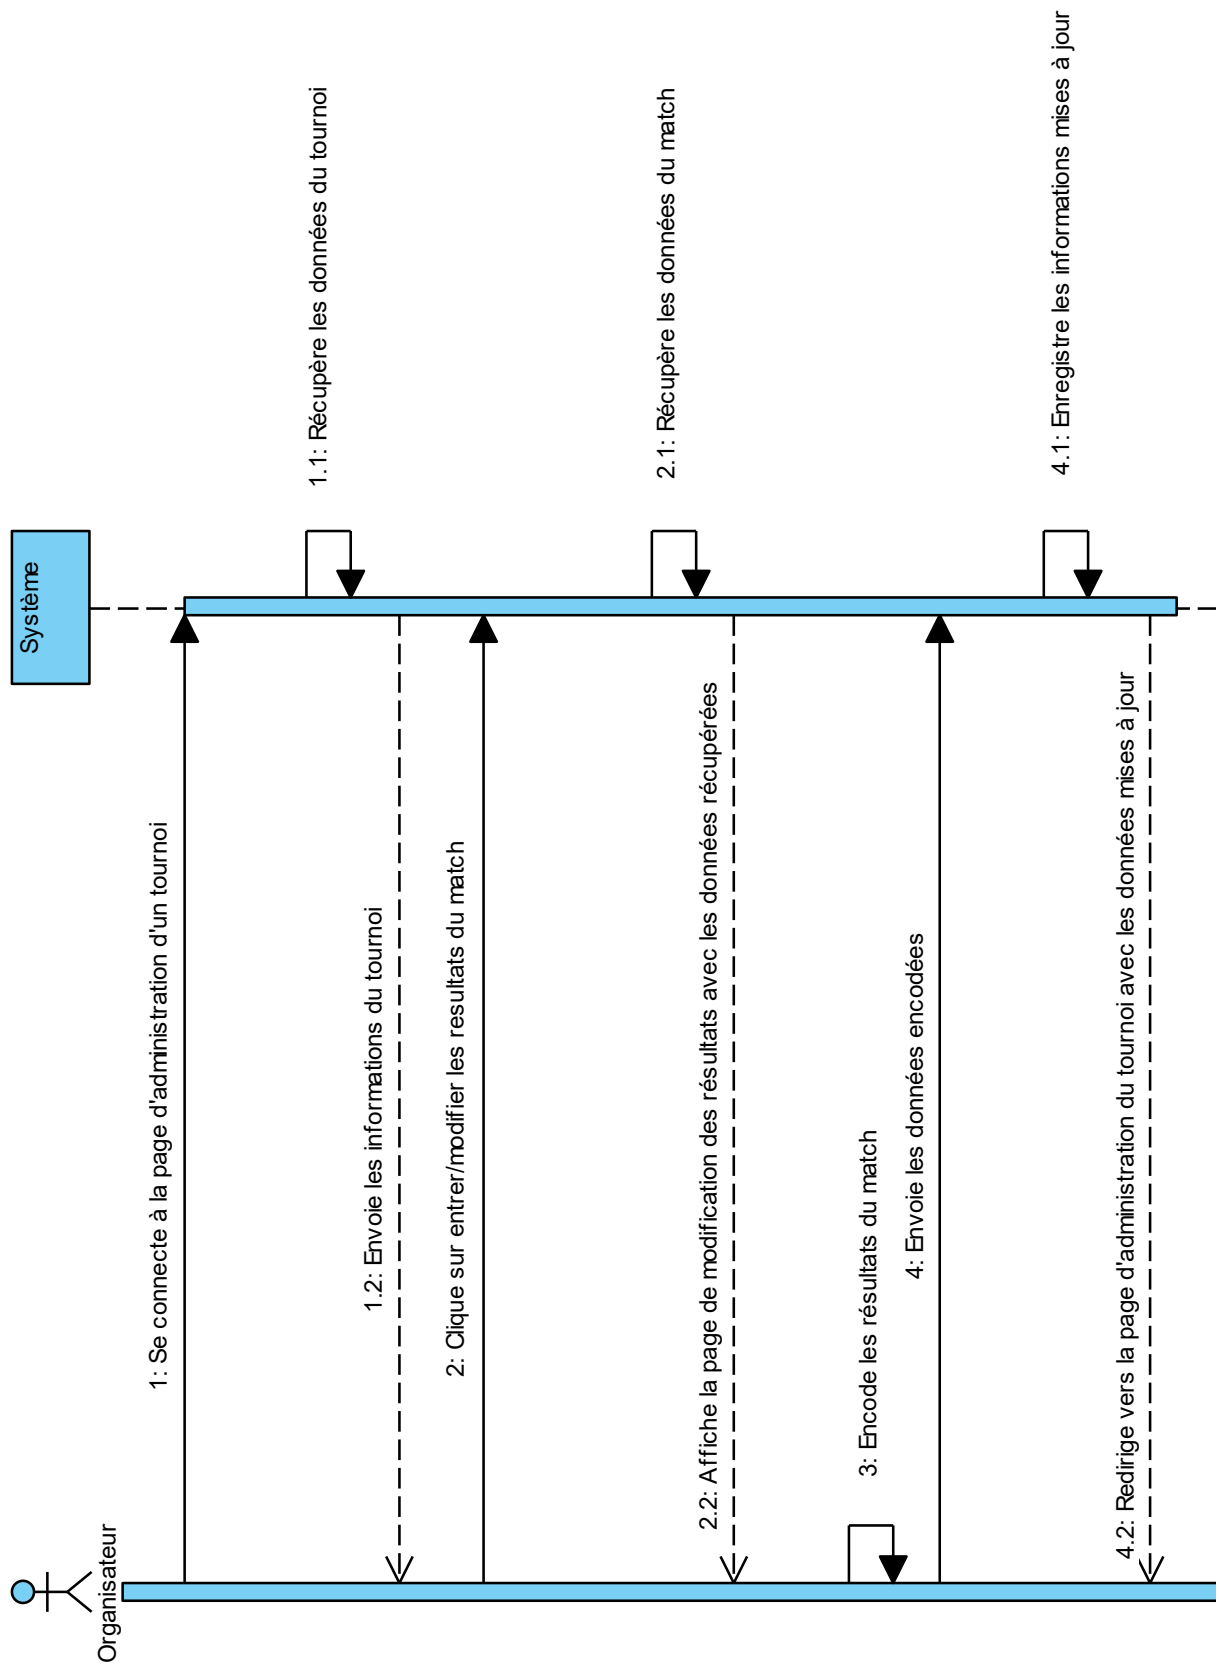 Organisateur
Système
1: Se connecte à la page d'administration d'un tournoi
1.1: Récupère les données du tournoi
1.2: Envoie les informations du tournoi
2: Clique sur entrer/modifier les resultats du match
2.1: Récupère les données du match
2.2: Affiche la page de modification des résultats avec les données récupérées
3: Encode les résultats du match
4: Envoie les données encodées
4.1: Enregistre les informations mises à jour
4.2: Redirige vers la page d'administration du tournoi avec les données mises à jour